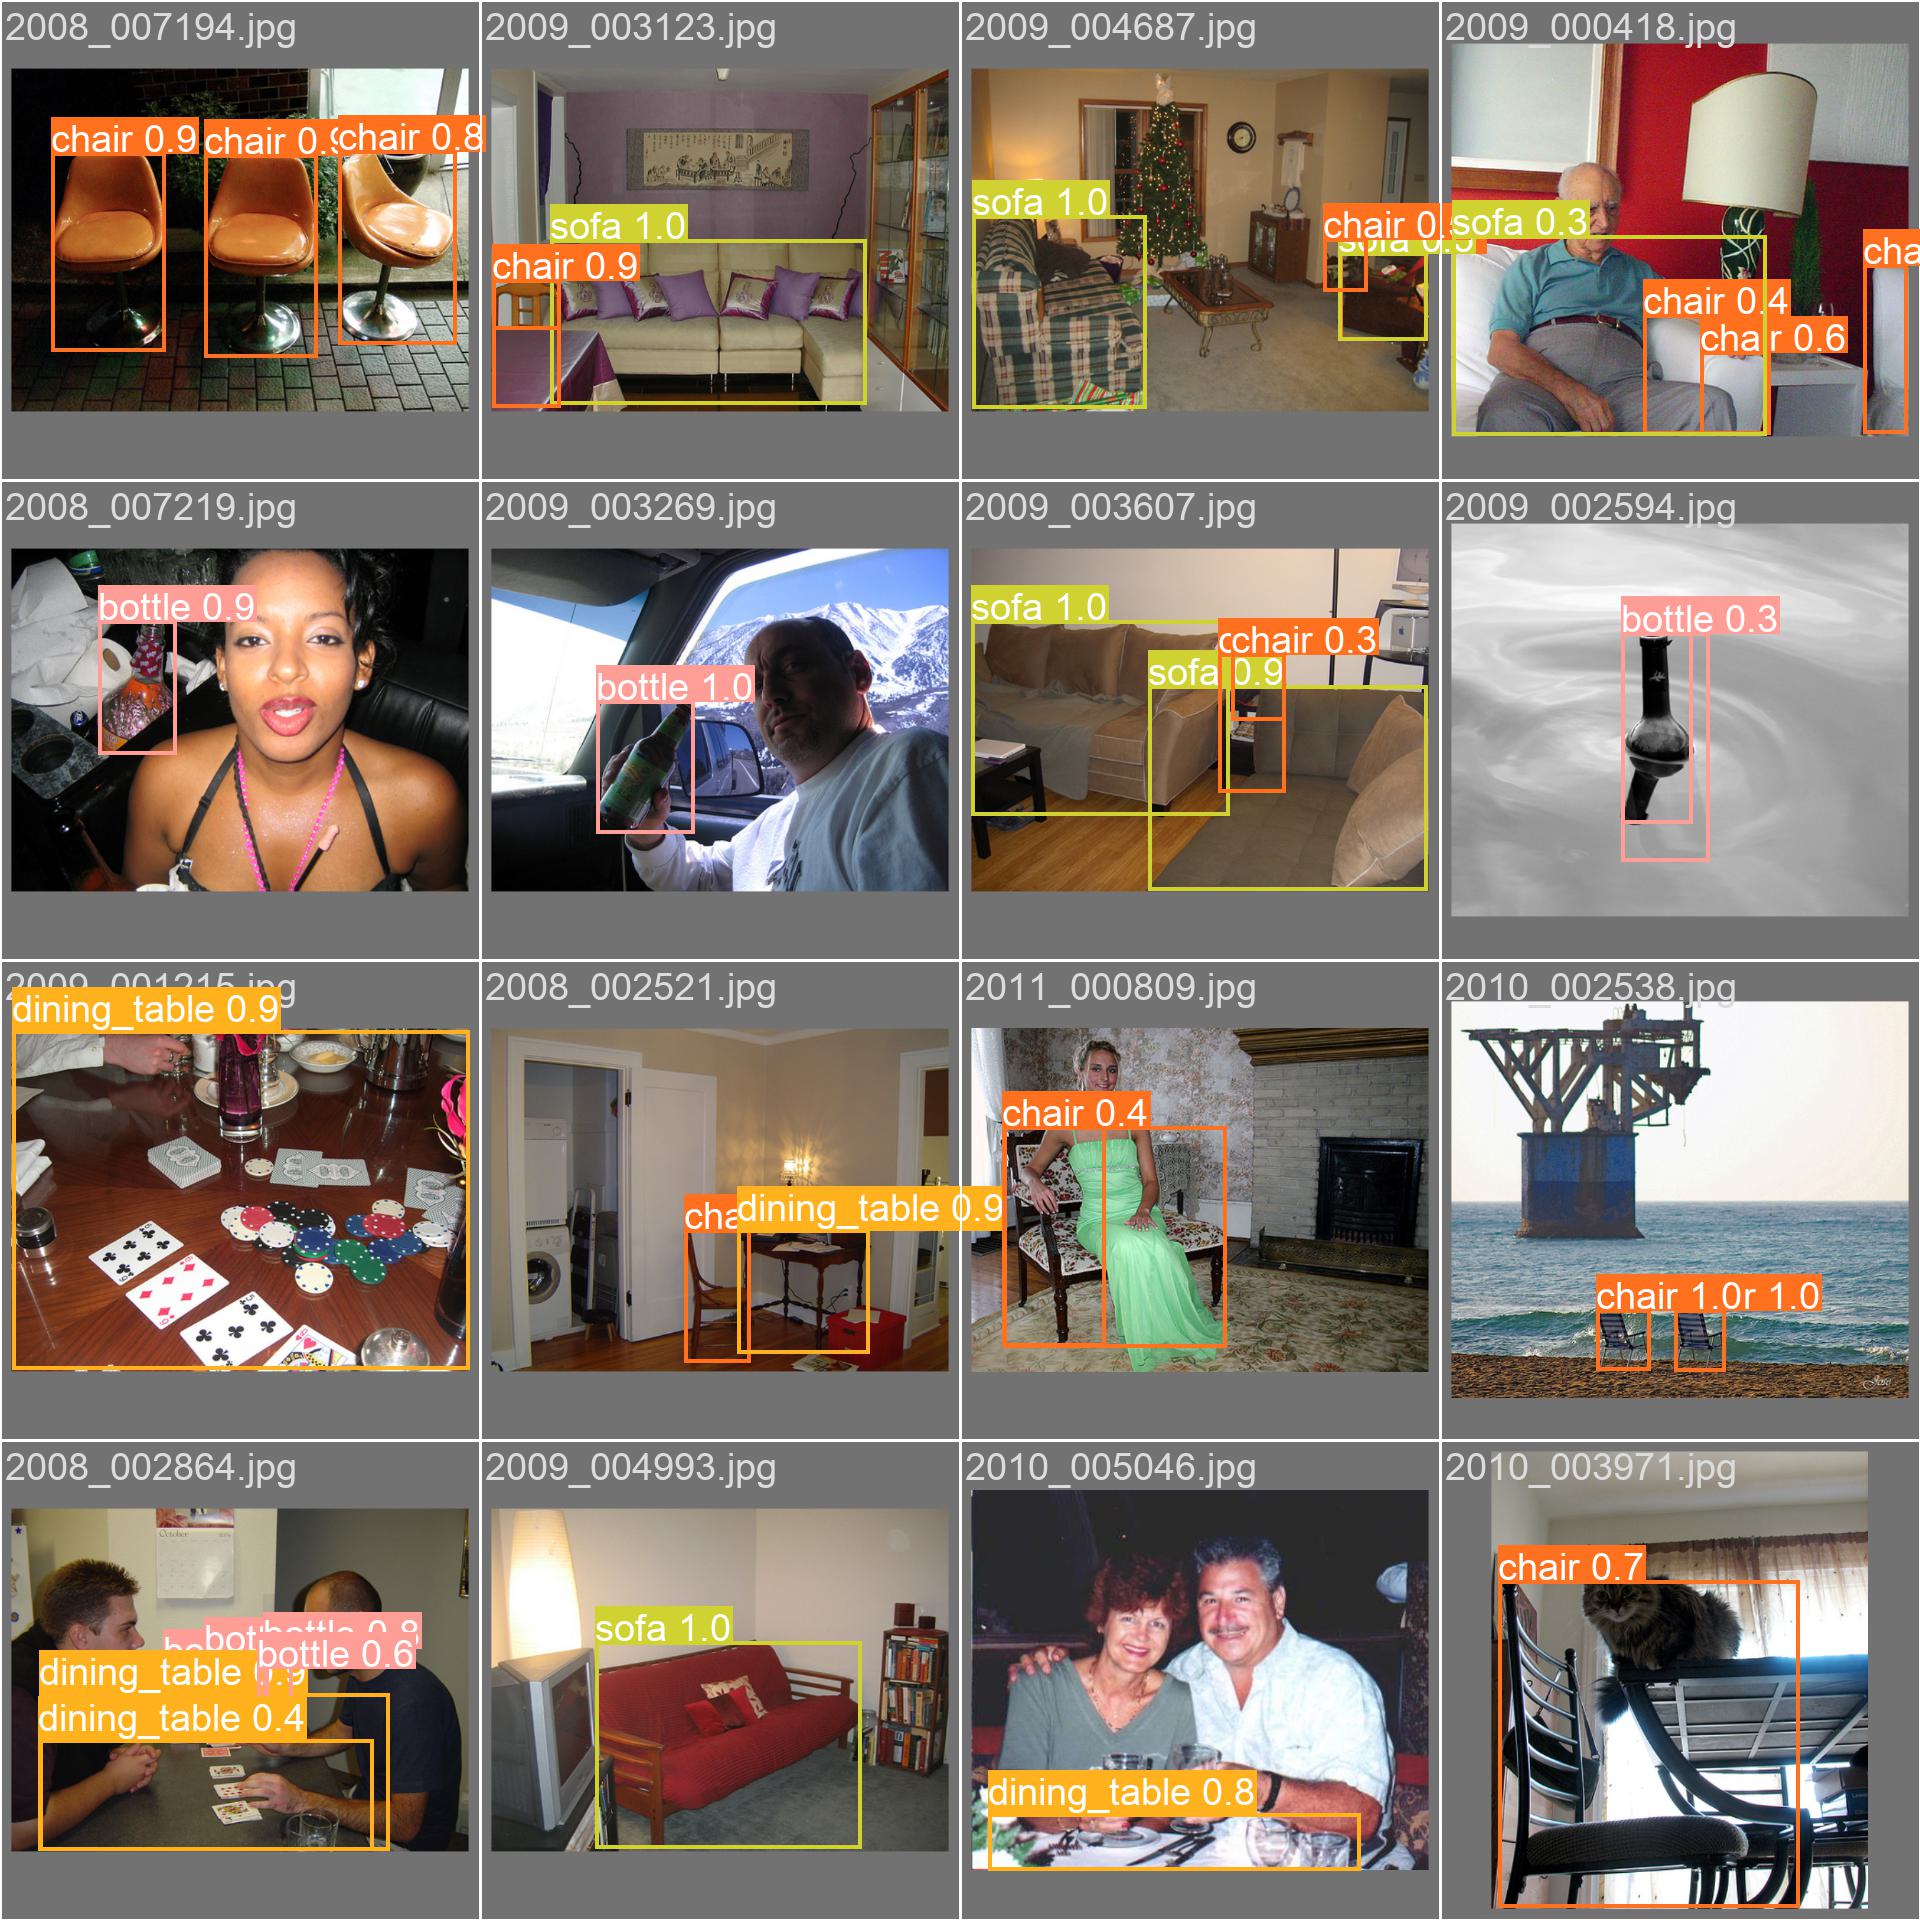 2008_007194.jpg
chair 0.9
chair 0.9
chair 0.8
2009_003123.jpg
sofa 1.0
chair 0.9
2009_004687.jpg
sofa 1.0
chair 0.5
sofa 0.5
2009_000418.jpg
sofa 0.3
chair 0.4
chair 0.6
cha
2008_007219.jpg
bottle 0.9
2009_003269.jpg
bottle 1.0
2009_003607.jpg
sofa 1.0
sofa 0.9
chair 0.3
2009_002594.jpg
bottle 0.3
2009_001215.jpg
dining_table 0.9
2008_002521.jpg
cha
dining_table 0.9
2011_000809.jpg
chair 0.4
2010_002538.jpg
chair 1.0r 1.0
2008_002864.jpg
October
bot
bottle 0.8
bottle 0.6
dining_table 0.9
dining_table 0.4
2009_004993.jpg
sofa 1.0
2010_005046.jpg
dining_table 0.8
2010_003971.jpg
chair 0.7